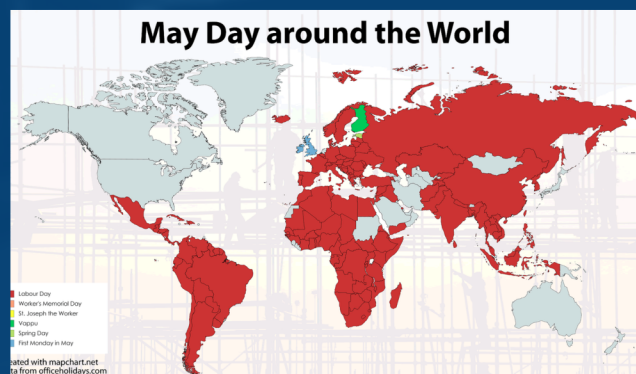 May Day around the World
Labour Day
Worker's Memorial Day
St. Joseph the Worker
Vappu
Spring Day
First Monday in May
eated with mapchart.net
ta from officeholidays.com